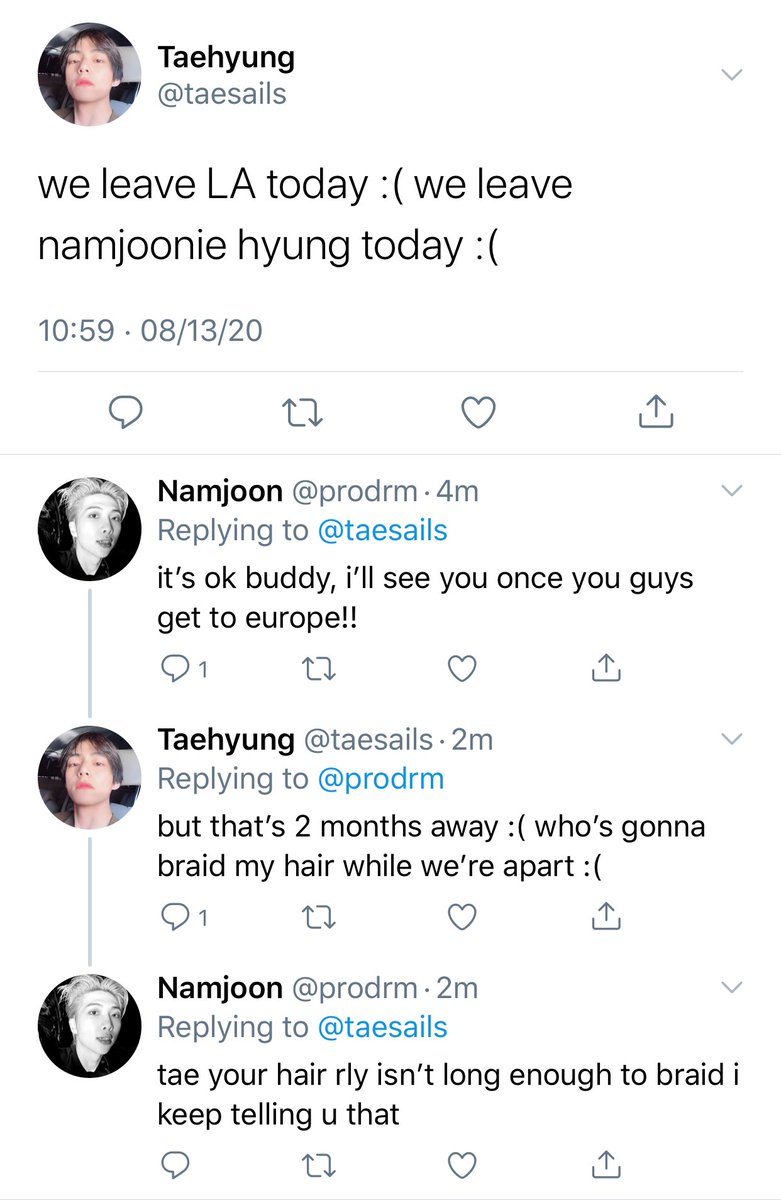 Taehyung
@taesails
we leave LA today :( we leave
namjoonie hyung today :(
10:59 · 08/13/20
Namjoon @prodrm · 4m
Replying to @taesails
it’s ok buddy, i’ll see you once you guys
get to europe!!
1
Taehyung @taesails · 2m
Replying to @prodrm
but that’s 2 months away :( who’s gonna
braid my hair while we’re apart :(
1
Namjoon @prodrm · 2m
Replying to @taesails
tae your hair rly isn’t long enough to braid i
keep telling u that